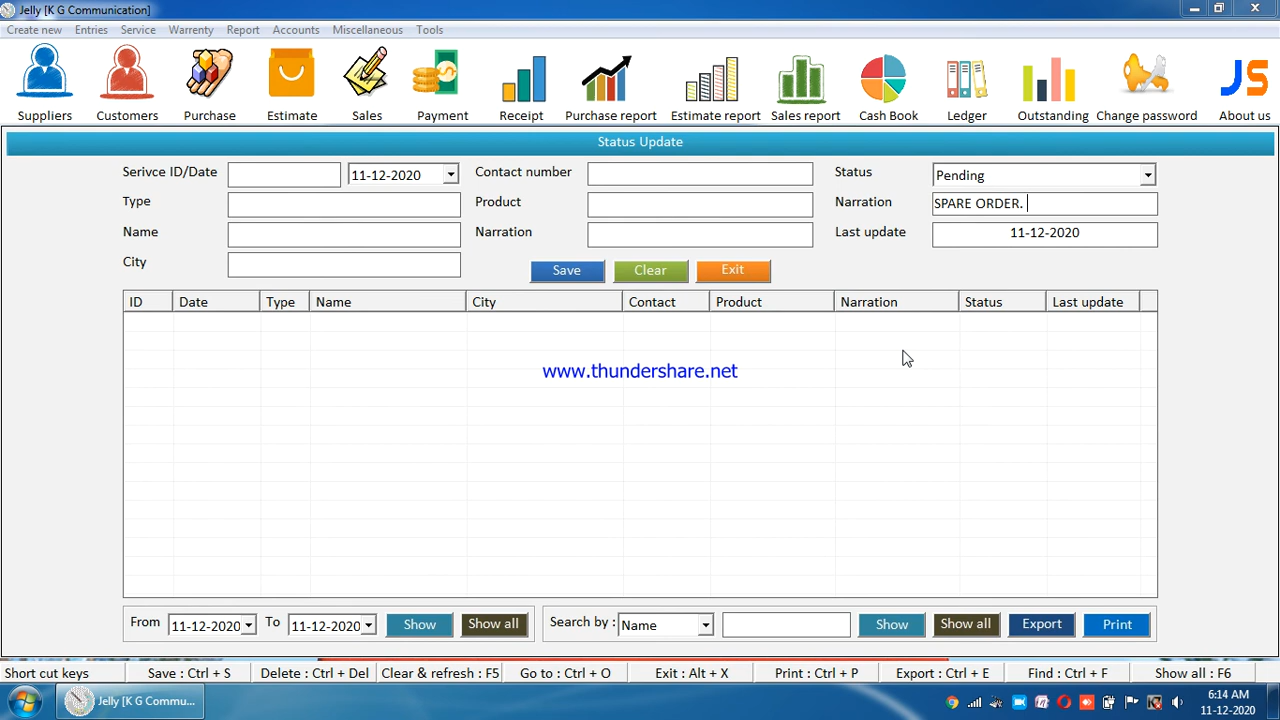 Jelly [K G Communication]
Create new Entries Service Warrenty Report Accounts Miscellaneous Tools
Suppliers Customers Purchase Estimate Sales Payment Receipt Purchase report Estimate report Sales report Cash Book Ledger Outstanding Change password About us
Status Update
Serivce ID/Date 11-12-2020 Contact number Status Pending
Type Product Narration SPARE ORDER.
Name Narration Last update 11-12-2020
City
Save Clear Exit
ID Date Type Name City Contact Product Narration Status Last update
www.thundershare.net
From 11-12-2020 To 11-12-2020 Show Show all Search by : Name Show Show all Export Print
Short cut keys Save : Ctrl + S Delete : Ctrl + Del Clear & refresh : F5 Go to : Ctrl + O Exit : Alt + X Print : Ctrl + P Export : Ctrl + E Find : Ctrl + F Show all : F6
Jelly [K G Commu... 6:14 AM
11-12-2020